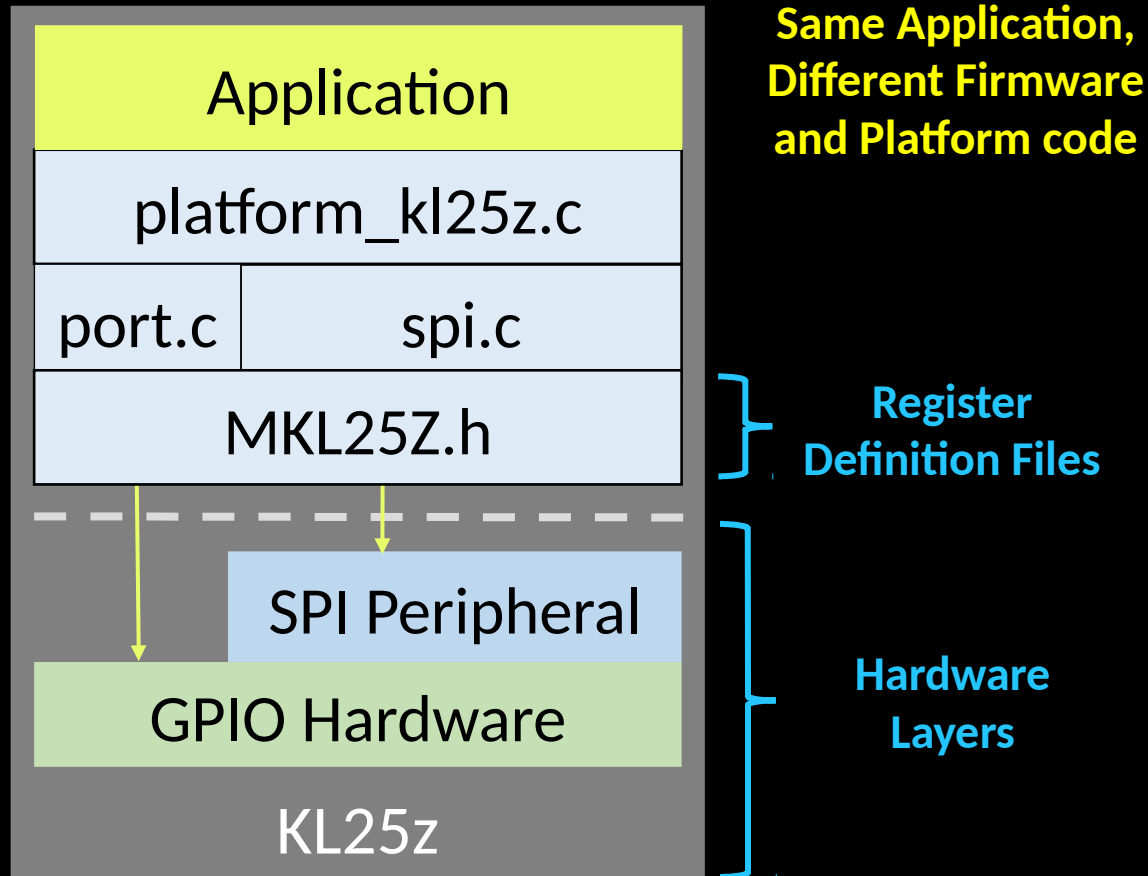 Application
platform_kl25z.c
port.c
spi.c
MKL25Z.h
SPI Peripheral
GPIO Hardware
KL25z
Same Application,
Different Firmware
and Platform code
Register
Definition Files
Hardware
Layers